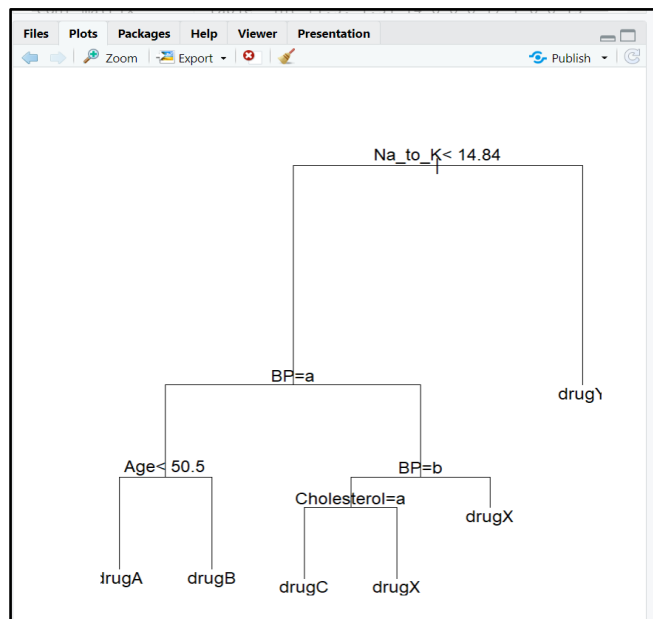 Files Plots Packages Help Viewer Presentation
Zoom Export Publish
Na_to_K< 14.84
BP=a
drugY
Age< 50.5 BP=b
Cholesterol=a
drugX
drugA drugB drugC drugX